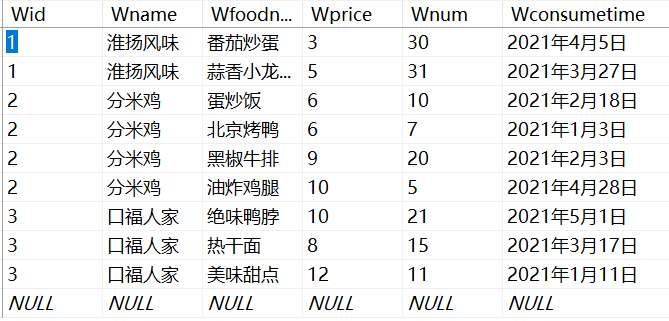 Wid Wname Wfoodn... Wprice Wnum Wconsumetime
1 淮扬风味 番茄炒蛋 3 30 2021年4月5日
1 淮扬风味 蒜香小龙... 5 31 2021年3月27日
2 分米鸡 蛋炒饭 6 10 2021年2月18日
2 分米鸡 北京烤鸭 6 7 2021年1月3日
2 分米鸡 黑椒牛排 9 20 2021年2月3日
2 分米鸡 油炸鸡腿 10 5 2021年4月28日
3 口福人家 绝味鸭脖 10 21 2021年5月1日
3 口福人家 热干面 8 15 2021年3月17日
3 口福人家 美味甜点 12 11 2021年1月11日
NULL NULL NULL NULL NULL NULL